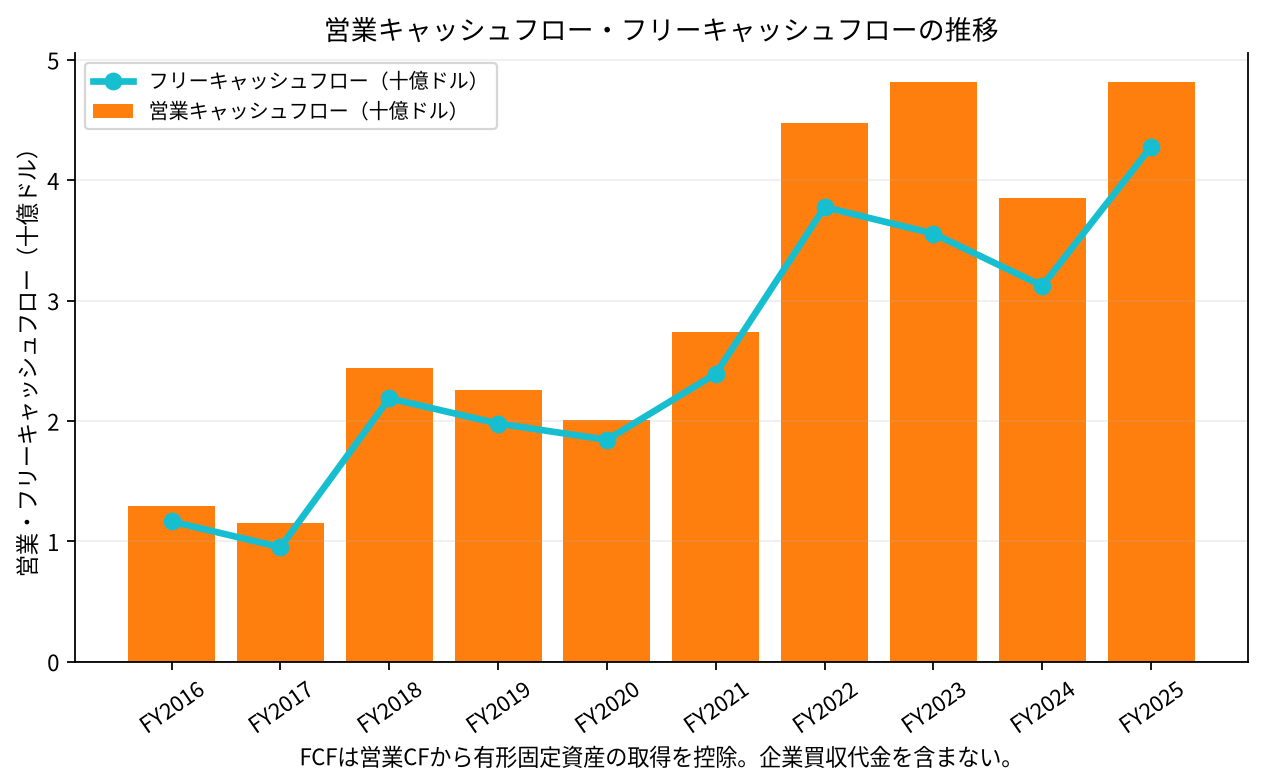 営業キャッシュフロー・フリーキャッシュフローの推移
フリーキャッシュフロー（十億ドル）
営業キャッシュフロー（十億ドル）
営業・フリーキャッシュフロー（十億ドル）
5
4
3
2
1
0
FY2016
FY2017
FY2018
FY2019
FY2020
FY2021
FY2022
FY2023
FY2024
FY2025
FCFは営業CFから有形固定資産の取得を控除。企業買収代金を含まない。